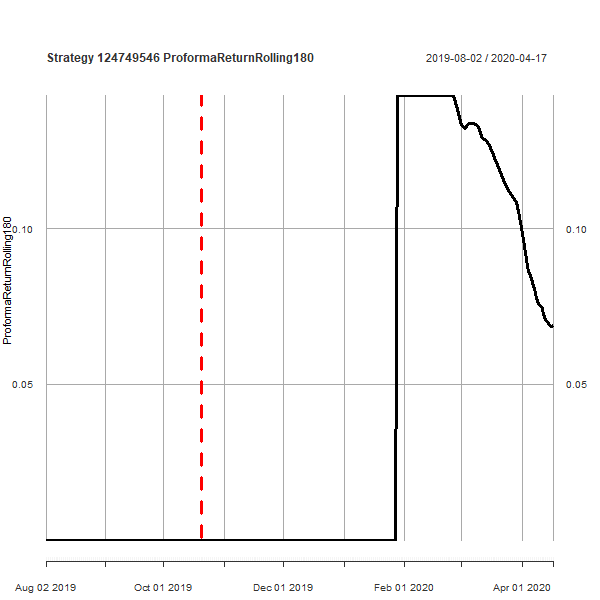 Strategy 124749546 ProformaReturnRolling180
2019-08-02 / 2020-04-17
ProformaReturnRolling180
0.10
0.10
0.05
0.05
Aug 02 2019
Oct 01 2019
Dec 01 2019
Feb 01 2020
Apr 01 2020